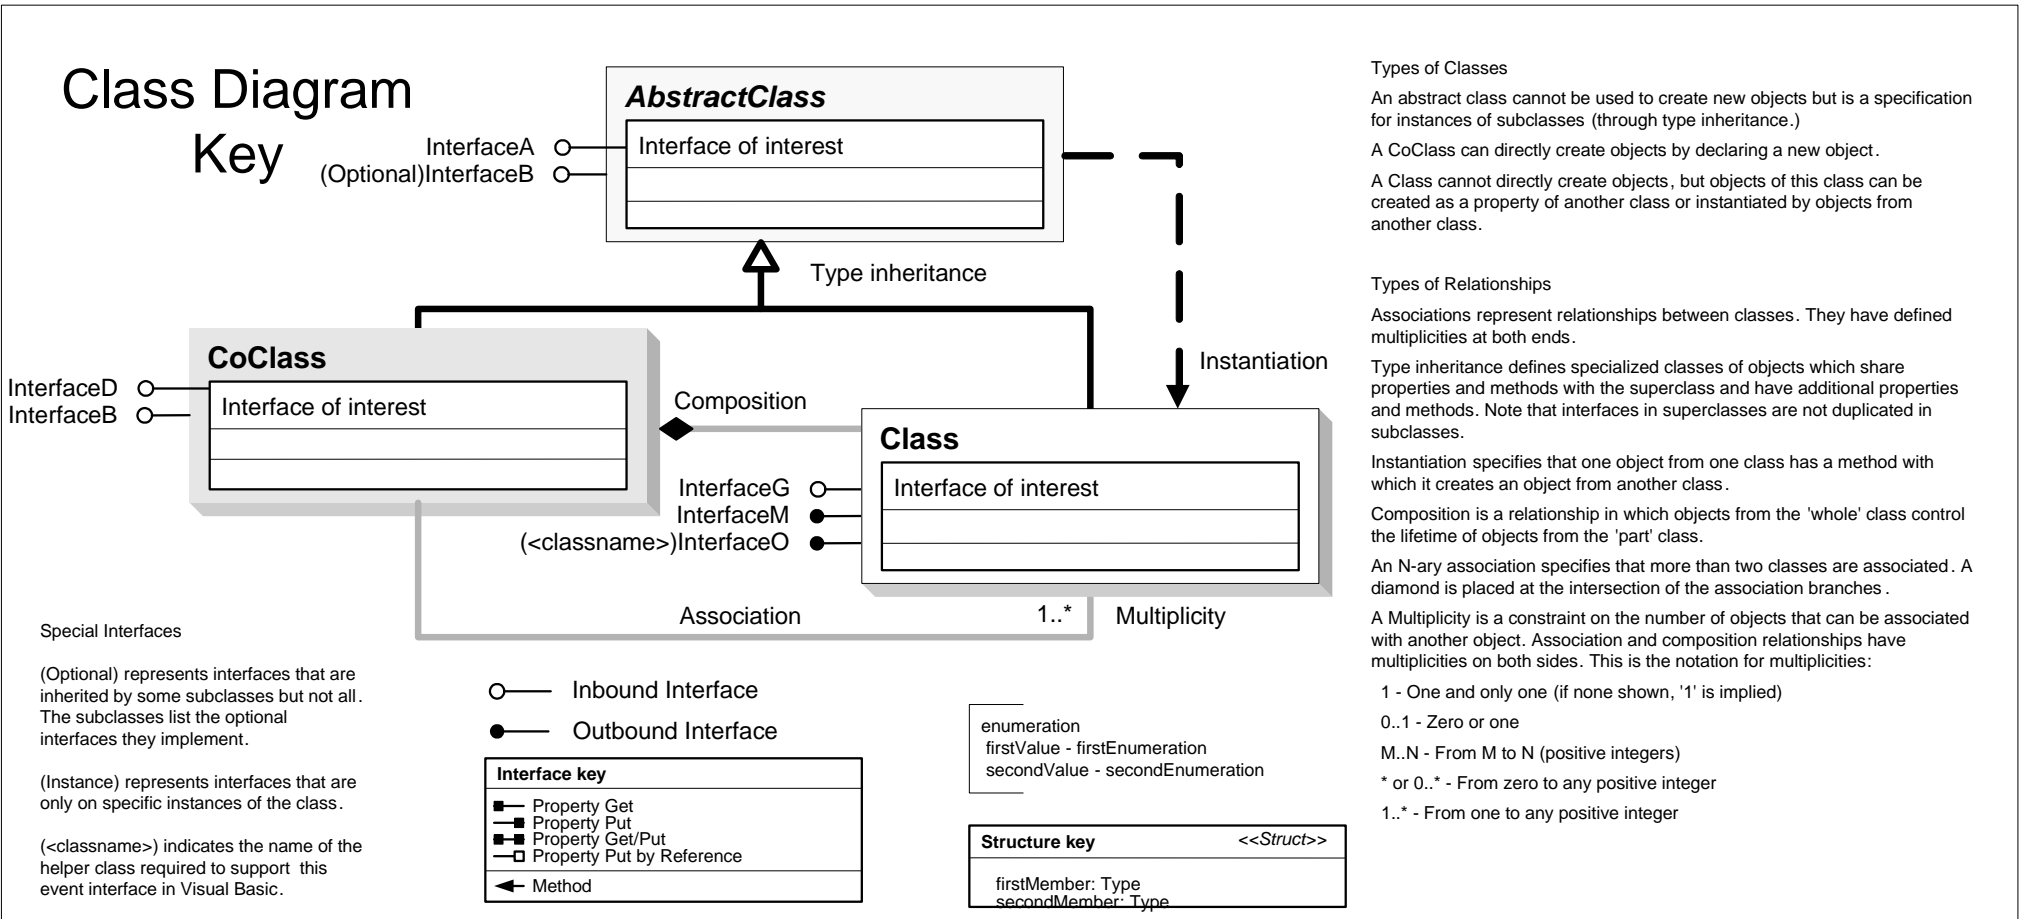 Class Diagram
Key
AbstractClass
Interface of interest
InterfaceA
(Optional)InterfaceB
Type inheritance
CoClass
Interface of interest
InterfaceD
InterfaceB
Composition
Instantiation
Class
Interface of interest
InterfaceG
InterfaceM
(<classname>)InterfaceO
Association
1..*
Multiplicity
Special Interfaces
(Optional) represents interfaces that are
inherited by some subclasses but not all.
The subclasses list the optional
interfaces they implement.
(Instance) represents interfaces that are
only on specific instances of the class.
(<classname>) indicates the name of the
helper class required to support this
event interface in Visual Basic.
Inbound Interface
Outbound Interface
Interface key
Property Get
Property Put
Property Get/Put
Property Put by Reference
Method
enumeration
firstValue - firstEnumeration
secondValue - secondEnumeration
Structure key <<Struct>>
firstMember: Type
secondMember: Type
Types of Classes
An abstract class cannot be used to create new objects but is a specification
for instances of subclasses (through type inheritance.)
A CoClass can directly create objects by declaring a new object.
A Class cannot directly create objects, but objects of this class can be
created as a property of another class or instantiated by objects from
another class.
Types of Relationships
Associations represent relationships between classes. They have defined
multiplicities at both ends.
Type inheritance defines specialized classes of objects which share
properties and methods with the superclass and have additional properties
and methods. Note that interfaces in superclasses are not duplicated in
subclasses.
Instantiation specifies that one object from one class has a method with
which it creates an object from another class.
Composition is a relationship in which objects from the 'whole' class control
the lifetime of objects from the 'part' class.
An N-ary association specifies that more than two classes are associated. A
diamond is placed at the intersection of the association branches.
A Multiplicity is a constraint on the number of objects that can be associated
with another object. Association and composition relationships have
multiplicities on both sides. This is the notation for multiplicities:
1 - One and only one (if none shown, '1' is implied)
0..1 - Zero or one
M..N - From M to N (positive integers)
* or 0..* - From zero to any positive integer
1..* - From one to any positive integer